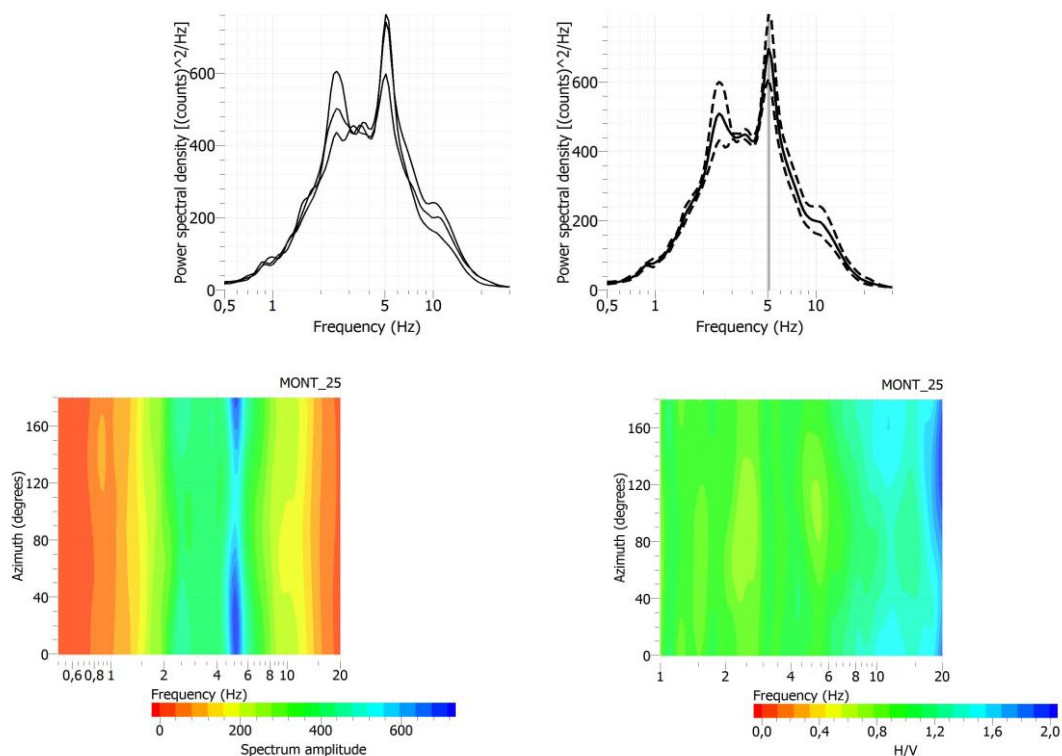 Power spectral density [(counts)^2/Hz]
600
400
200
0
0,5
1
5
10
Frequency (Hz)
Power spectral density [(counts)^2/Hz]
600
400
200
0
0,5
1
5
10
Frequency (Hz)
MONT_25
Azimuth (degrees)
160
120
80
40
0
0,6 0,8 1 2 4 6 8 10 20
Frequency (Hz)
0 200 400 600
Spectrum amplitude
MONT_25
Azimuth (degrees)
160
120
80
40
0
1 2 4 6 8 10 20
Frequency (Hz)
0,0 0,4 0,8 1,2 1,6 2,0
H/V